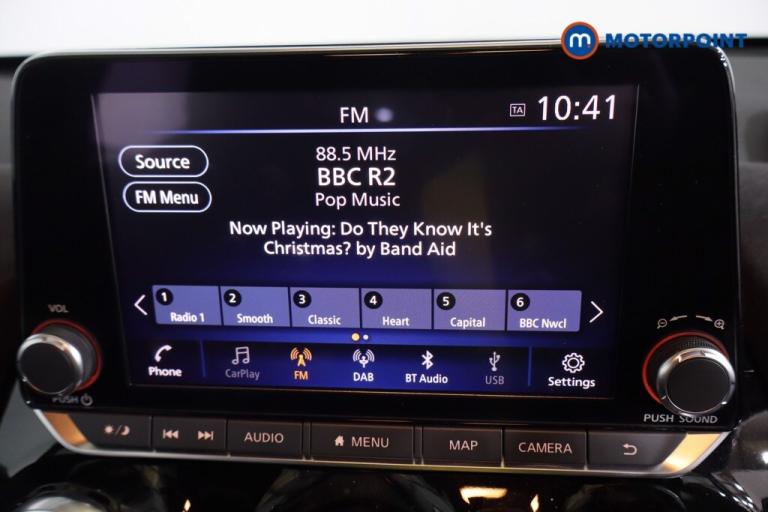 m MOTORPOINT
FM
TA 10:41
Source
88.5 MHz
BBC R2
FM Menu
Pop Music
Now Playing: Do They Know It's
Christmas? by Band Aid
1 2 3 4 5 6
Radio 1 Smooth Classic Heart Capital BBC Nwcl
VOL
Phone CarPlay FM DAB BT Audio USB Settings
PUSH
PUSH SOUND
AUDIO MENU MAP CAMERA